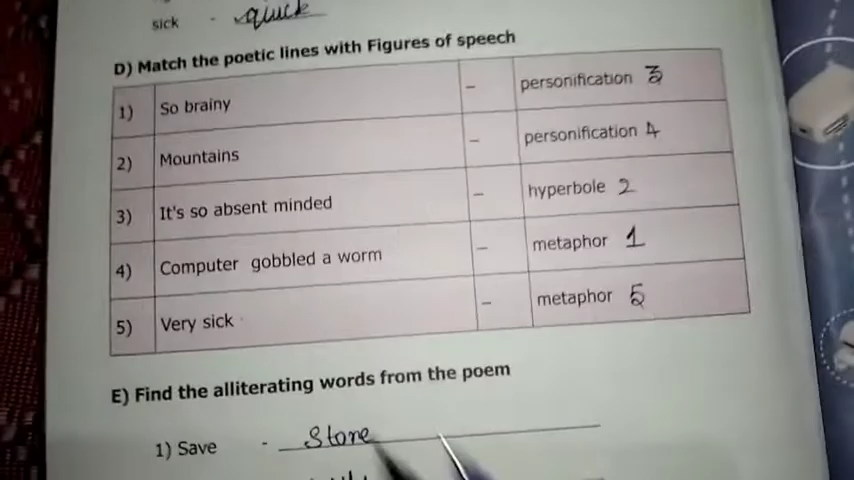 sick - quick
D) Match the poetic lines with Figures of speech
1) So brainy - personification 3
2) Mountains - personification 4
3) It's so absent minded - hyperbole 2
4) Computer gobbled a worm - metaphor 1
5) Very sick - metaphor 5
E) Find the alliterating words from the poem
1) Save - Store